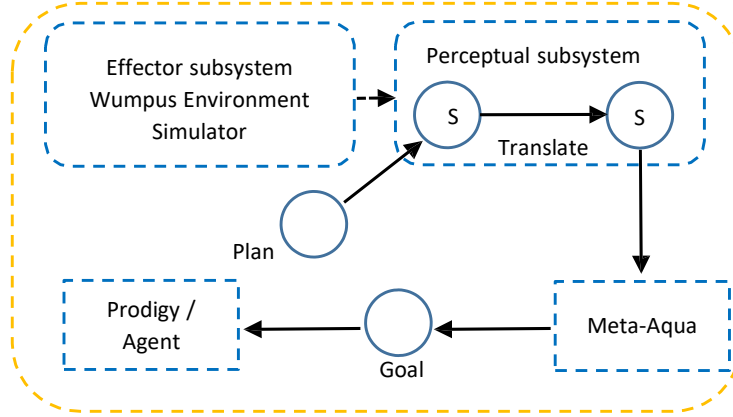 Effector subsystem
Wumpus Environment
Simulator
Perceptual subsystem
S
S
Translate
Plan
Prodigy /
Agent
Goal
Meta-Aqua